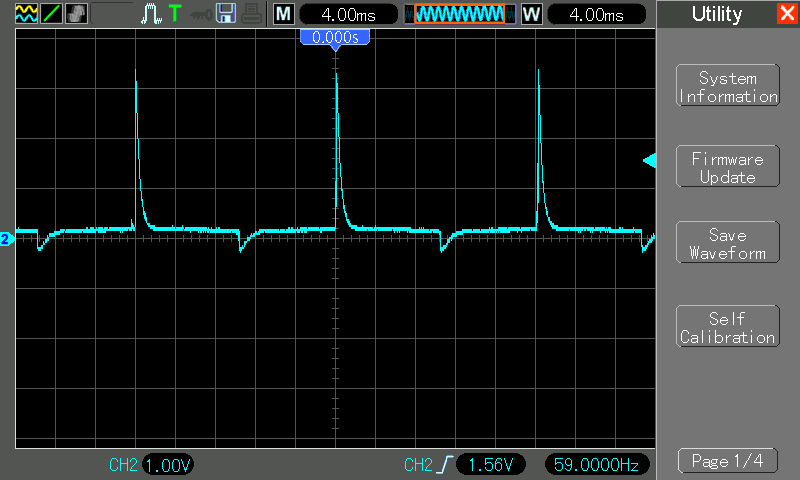 T M 4.00ms W 4.00ms Utility
0.000s
System
Information
Firmware
Update
2
Save
Waveform
Self
Calibration
CH2 1.00V CH2 1.56V 59.0000Hz Page 1/4